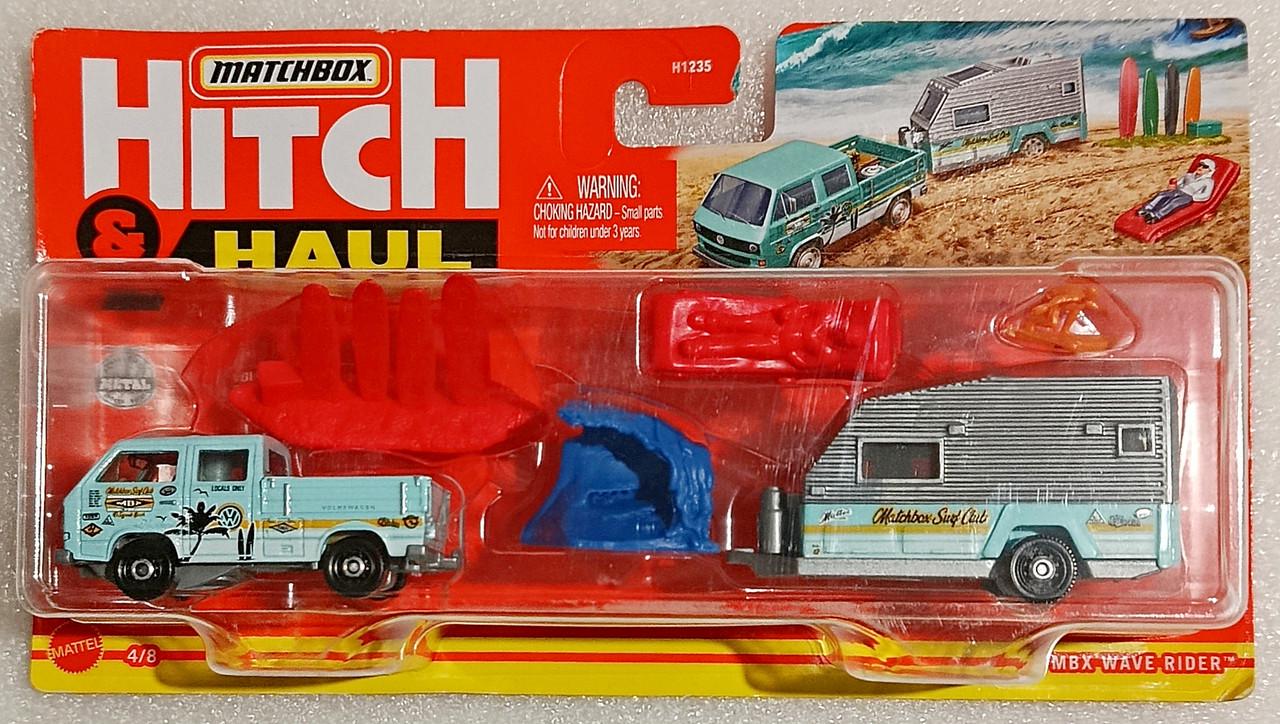 MATCHBOX™
HITCH
& HAUL
H1235
WARNING:
CHOKING HAZARD – Small parts
Not for children under 3 years.
METAL
Matchbox Surf Club
LOCALS ONLY
VOLKSWAGEN
Matchbox Surf Club
MATTEL
4/8
MBX WAVE RIDER™